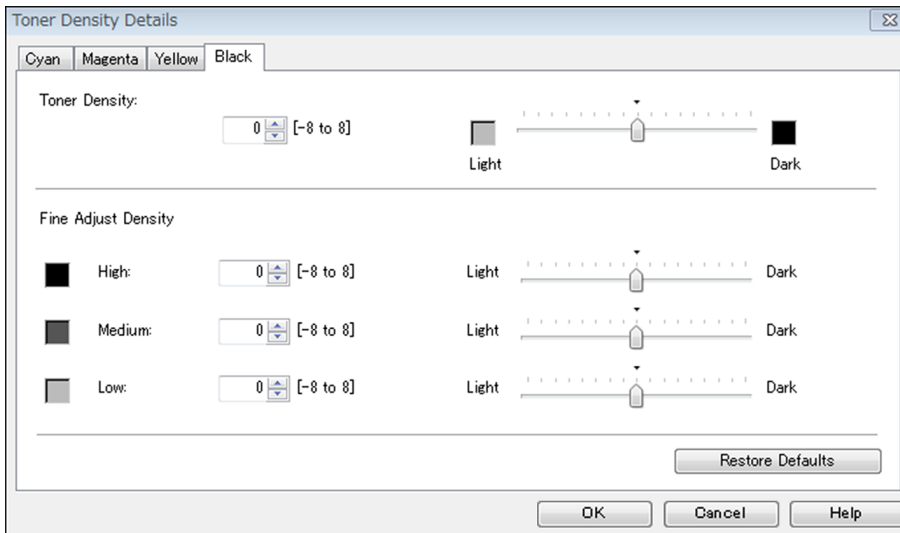 Toner Density Details
Cyan Magenta Yellow Black
Toner Density:
0 [-8 to 8]
Light Dark
Fine Adjust Density
High: 0 [-8 to 8] Light Dark
Medium: 0 [-8 to 8] Light Dark
Low: 0 [-8 to 8] Light Dark
Restore Defaults
OK Cancel Help